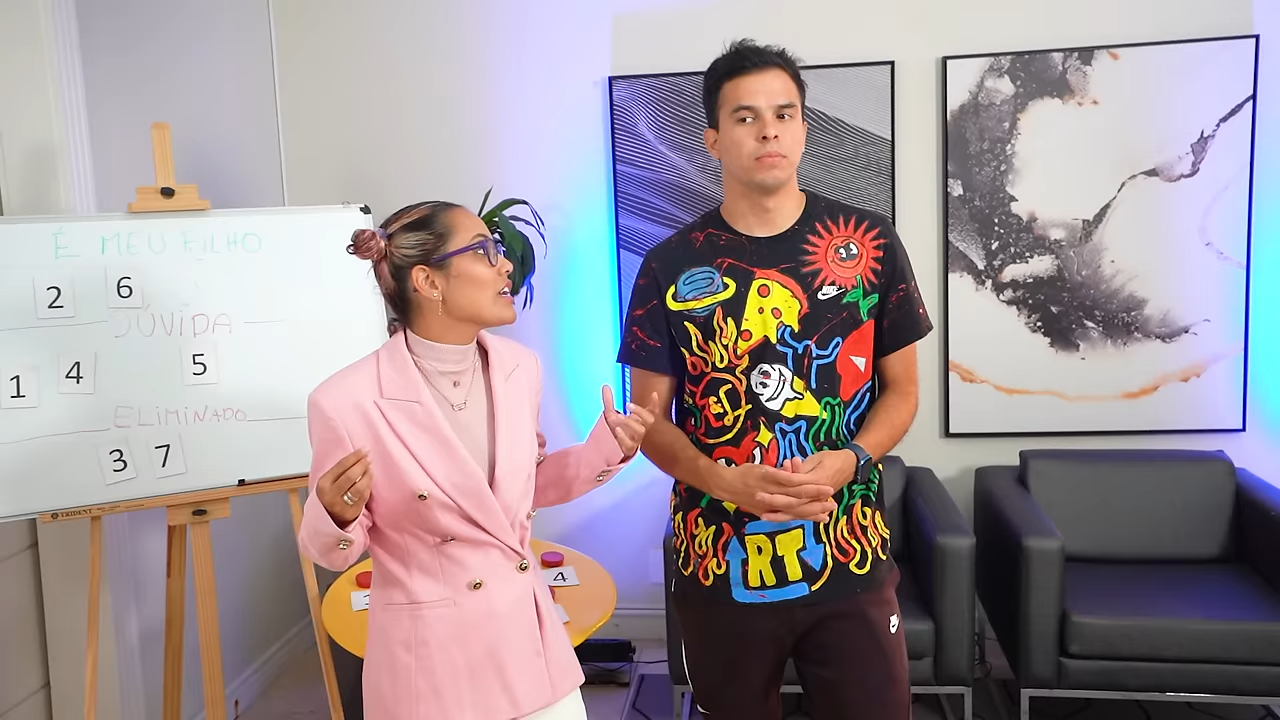 É MEU FILHO
2 6
DÚVIDA
1 4 5
ELIMINADO
3 7
TRIDENT
4
RT